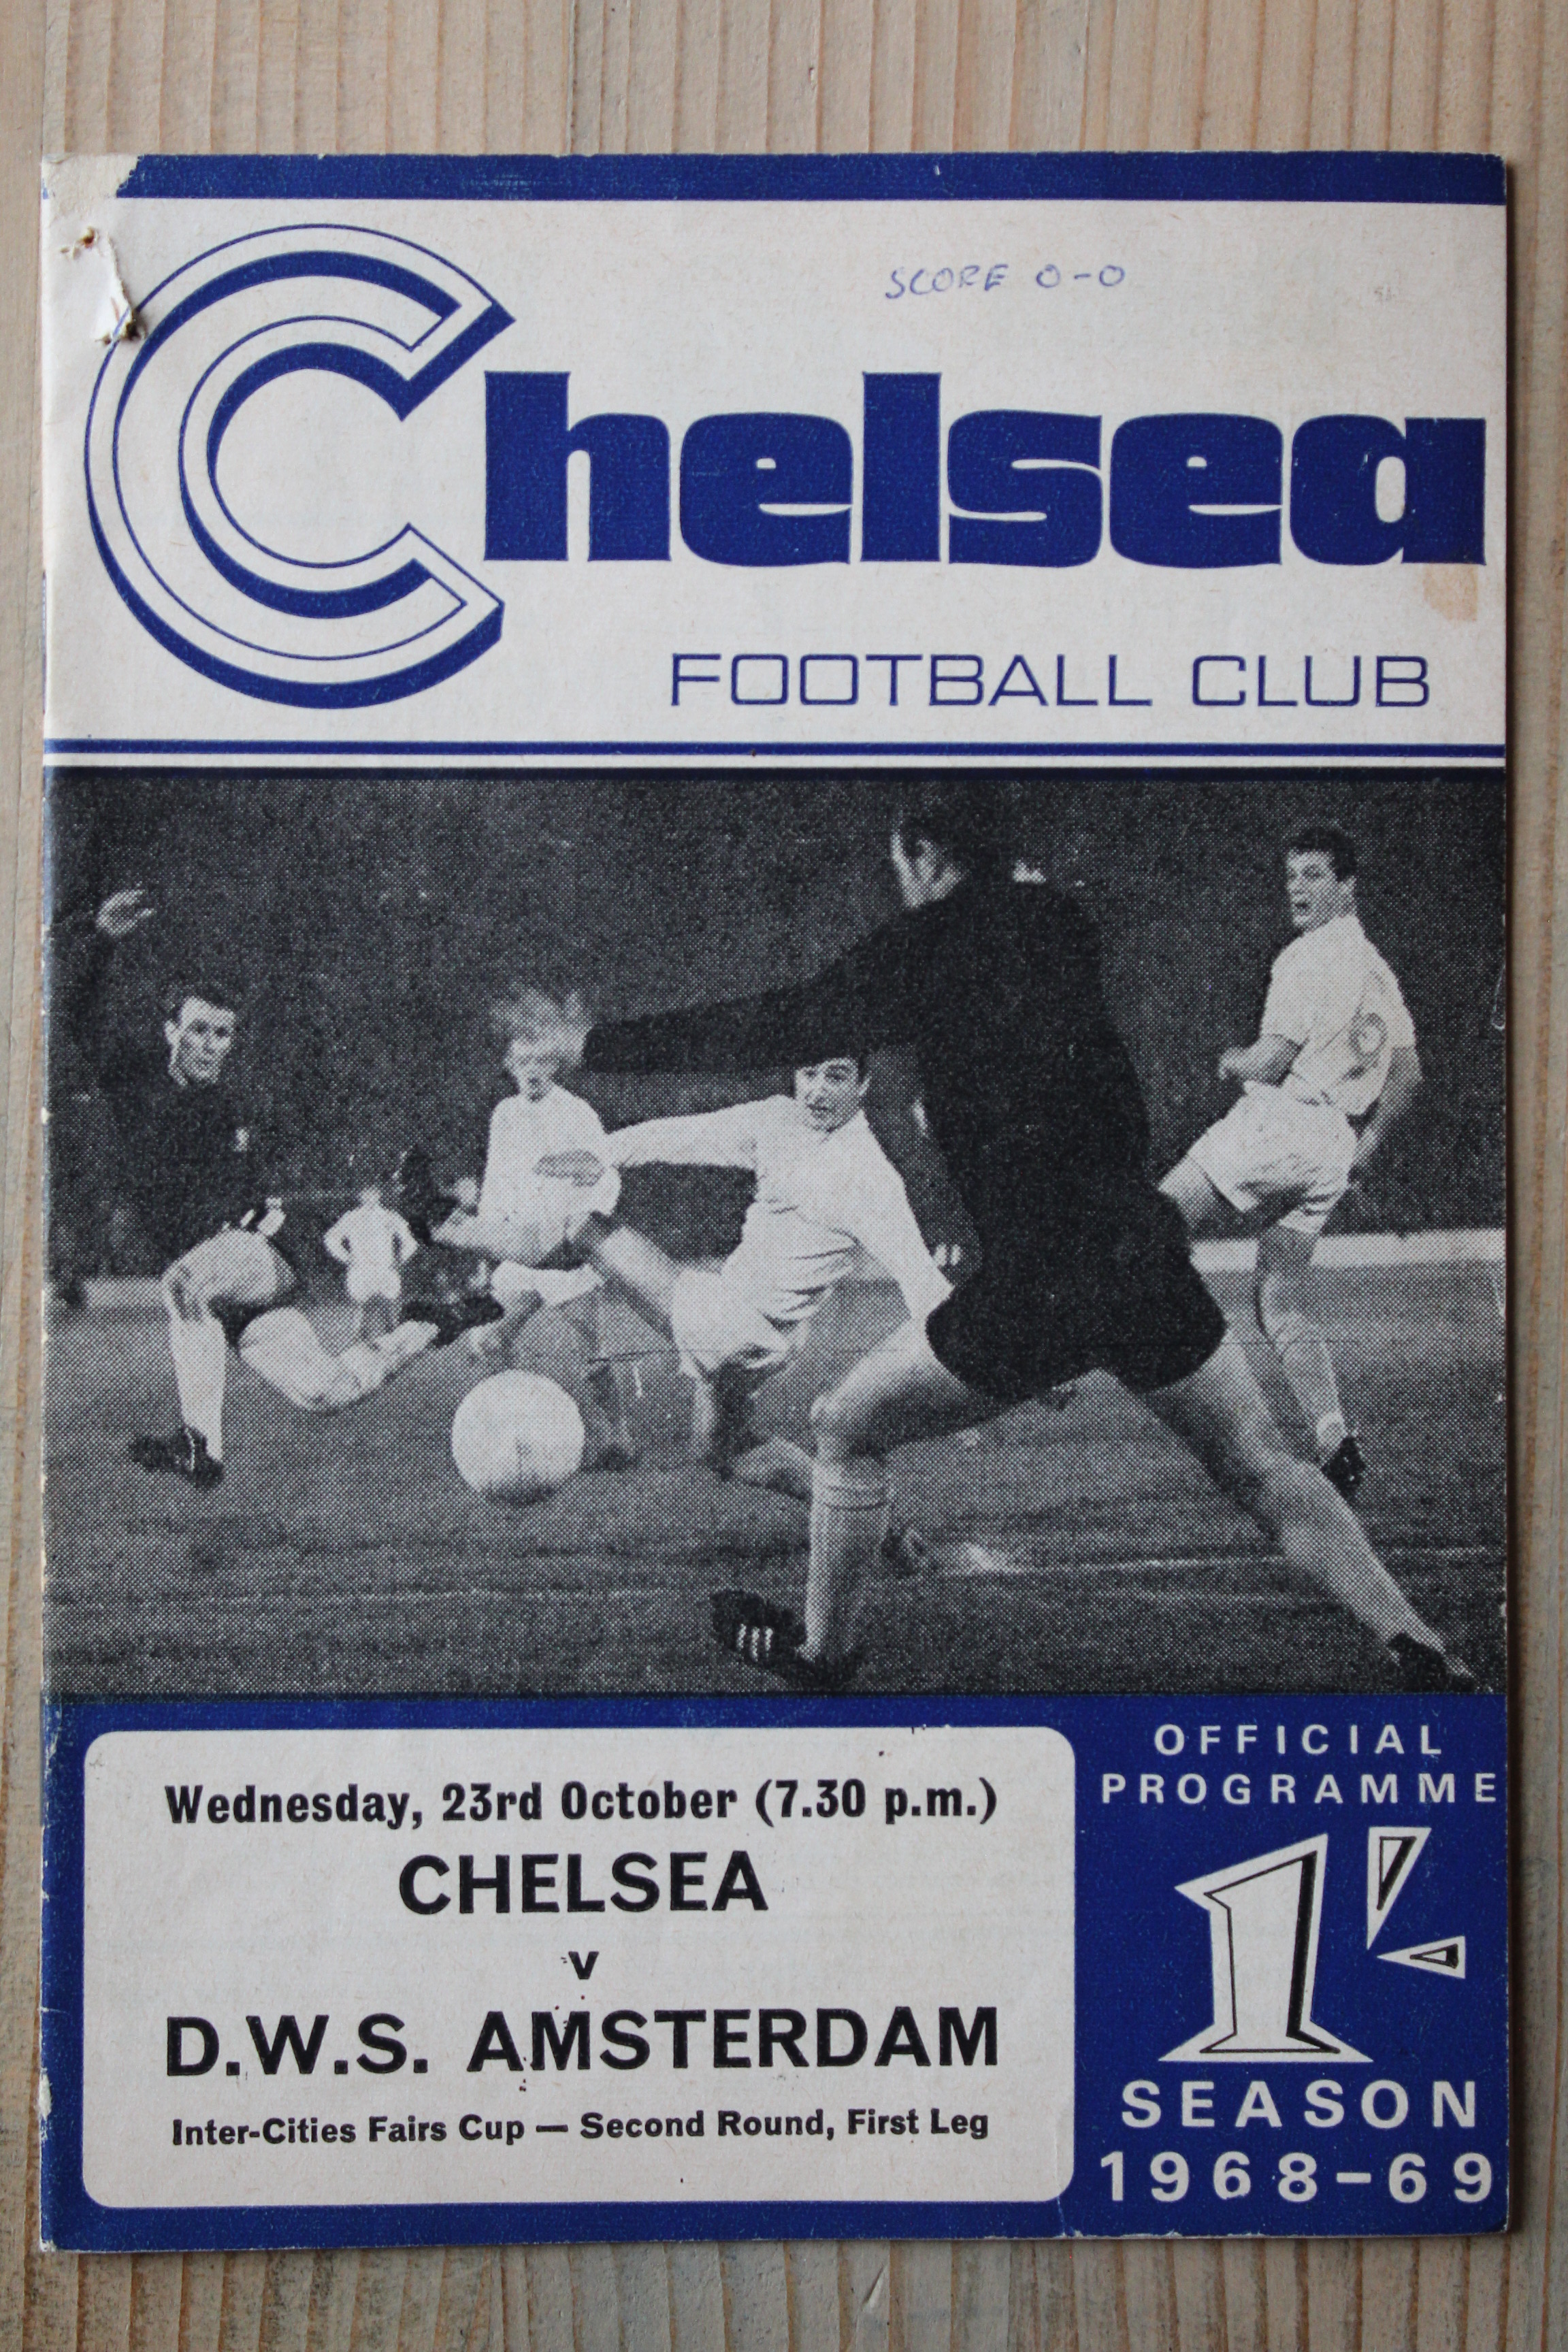 SCORE 0-0
Chelsea
FOOTBALL CLUB
Wednesday, 23rd October (7.30 p.m.)
CHELSEA
v
D.W.S. AMSTERDAM
Inter-Cities Fairs Cup — Second Round, First Leg
OFFICIAL
PROGRAMME
1/-
SEASON
1968-69